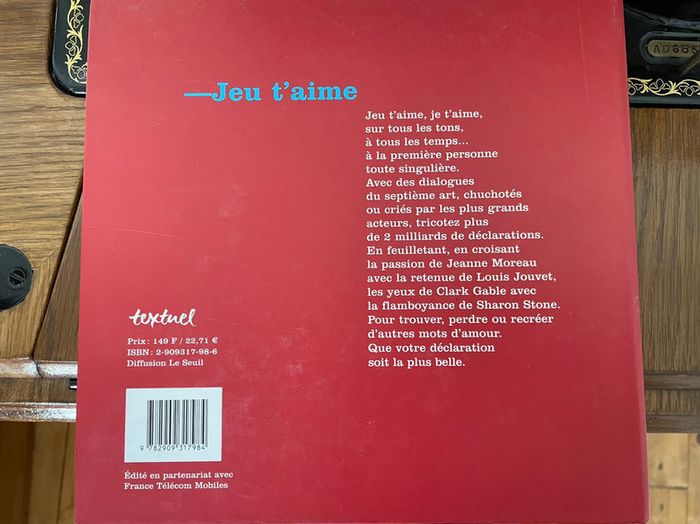 —Jeu t'aime
Jeu t'aime, je t'aime,
sur tous les tons,
à tous les temps...
à la première personne
toute singulière.
Avec des dialogues
du septième art, chuchotés
ou criés par les plus grands
acteurs, tricotez plus
de 2 milliards de déclarations.
En feuilletant, en croisant
la passion de Jeanne Moreau
avec la retenue de Louis Jouvet,
les yeux de Clark Gable avec
la flamboyance de Sharon Stone.
Pour trouver, perdre ou recréer
d'autres mots d'amour.
Que votre déclaration
soit la plus belle.
textuel
Prix : 149 F / 22,71 €
ISBN : 2-909317-98-6
Diffusion Le Seuil
9 782909 317984
Édité en partenariat avec
France Télécom Mobiles